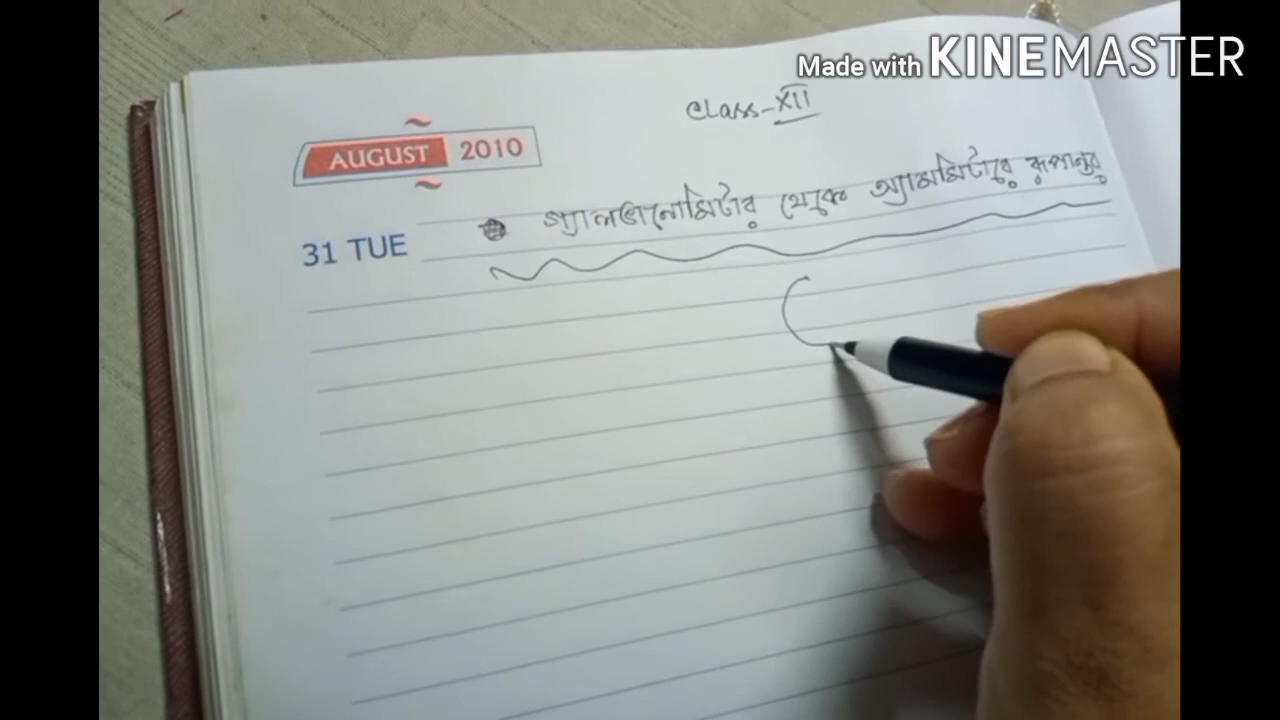 Made with KINEMASTER
Class-XII
AUGUST 2010
গ্যালভানোমিটার থেকে অ্যামমিটারে রূপান্তর
31 TUE